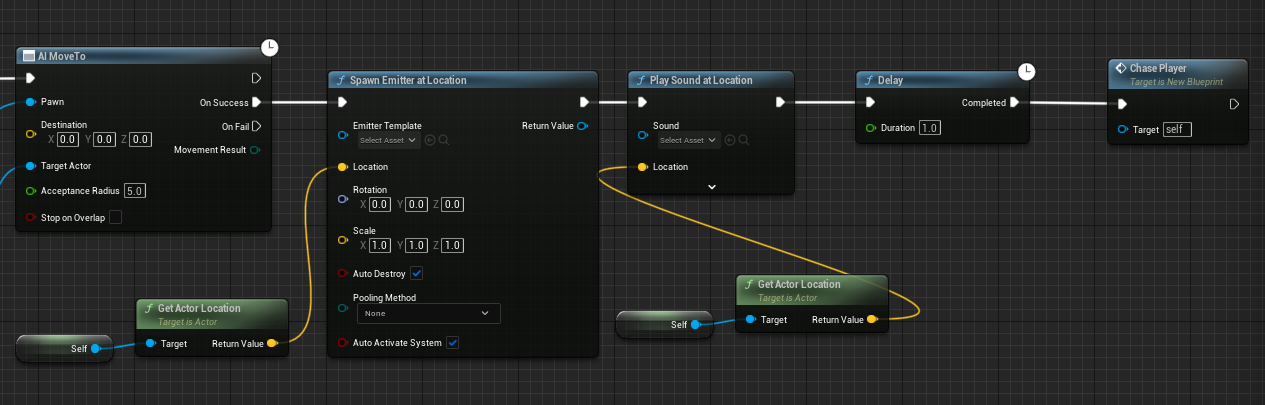 AI MoveTo
Pawn
On Success
Destination
X 0.0 Y 0.0 Z 0.0
On Fail
Movement Result
Target Actor
Acceptance Radius 5.0
Stop on Overlap
Get Actor Location
Target is Actor
Self
Target
Return Value
Spawn Emitter at Location
Emitter Template
Select Asset
Return Value
Location
Rotation
X 0.0 Y 0.0 Z 0.0
Scale
X 1.0 Y 1.0 Z 1.0
Auto Destroy
Pooling Method
None
Auto Activate System
Play Sound at Location
Sound
Select Asset
Location
Self
Get Actor Location
Target is Actor
Target
Return Value
Delay
Completed
Duration 1.0
Chase Player
Target is New Blueprint
Target self